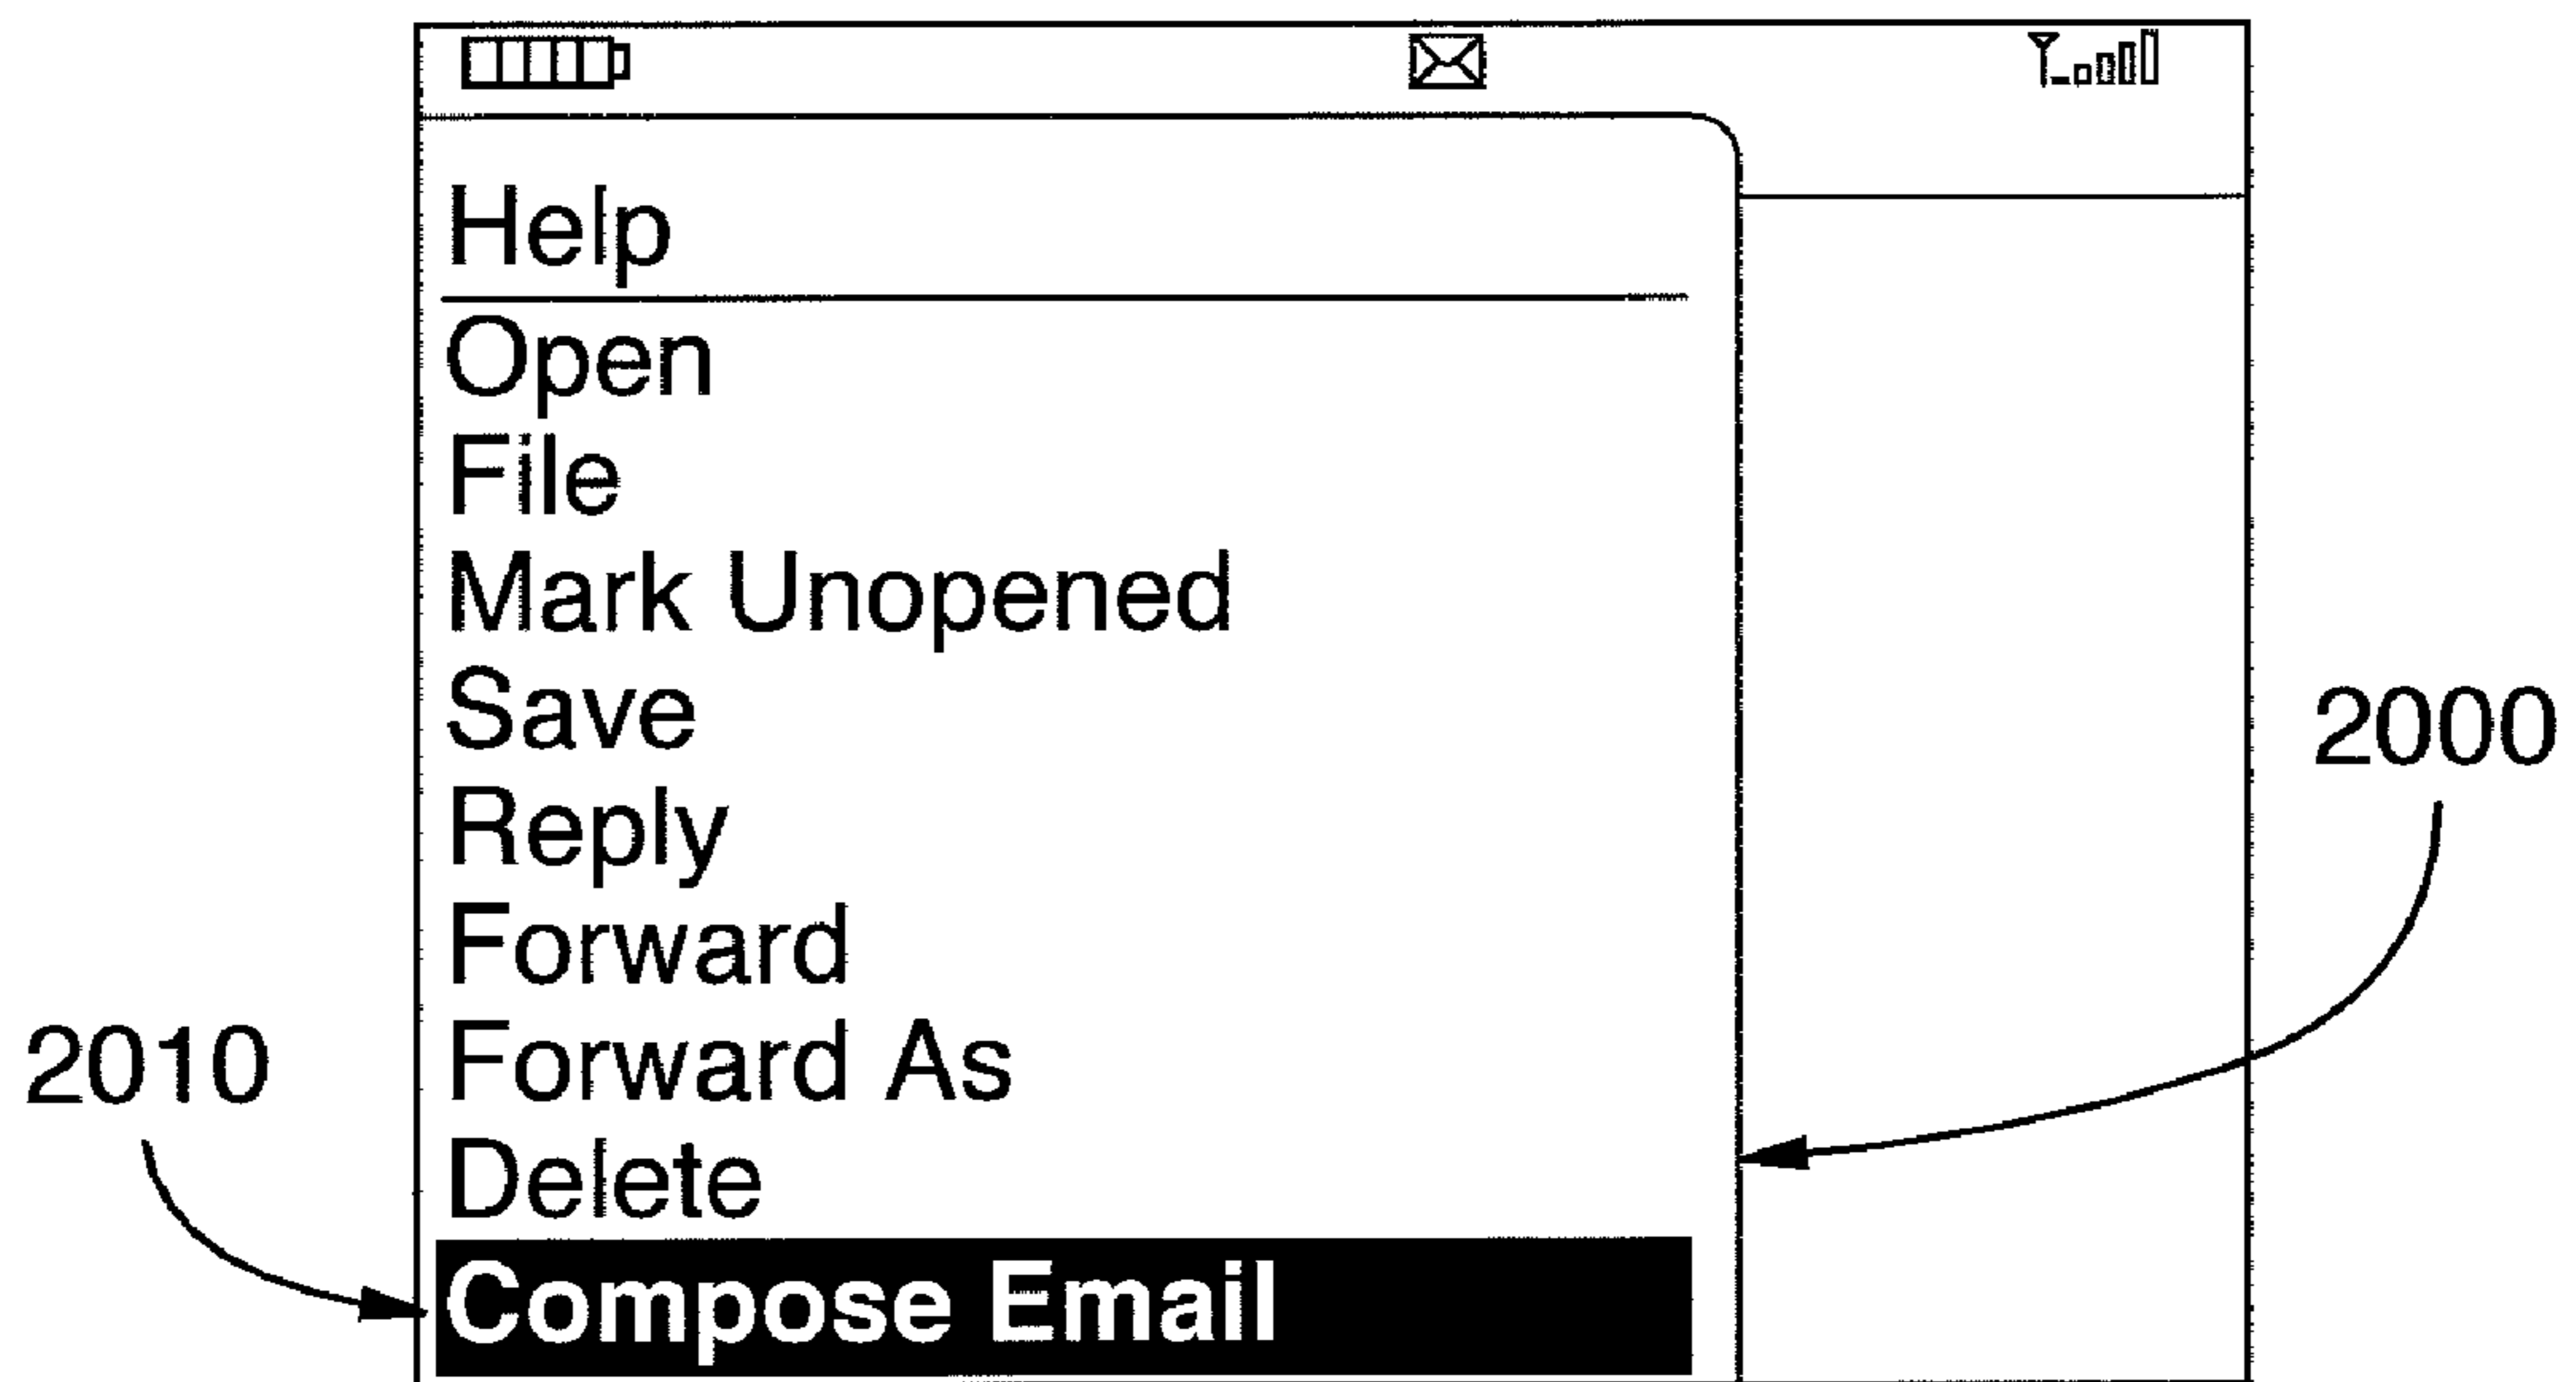 Help
Open
File
Mark Unopened
Save
2000
Reply
Forward
Forward As
2010
Delete
Compose Email